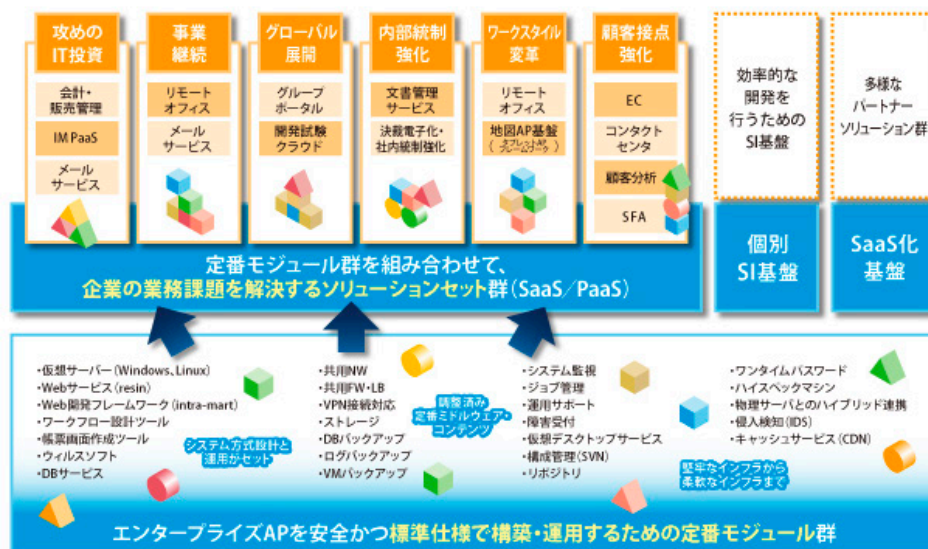 攻めの
IT投資
会計・
販売管理
IM PaaS
メール
サービス
事業
継続
リモート
オフィス
メール
サービス
グローバル
展開
グループ
ポータル
開発試験
クラウド
内部統制
強化
文書管理
サービス
決裁電子化・
社内統制強化
ワークスタイル
変革
リモート
オフィス
地図AP基盤
顧客接点
強化
EC
コンタクト
センタ
顧客分析
SFA
効率的な
開発を
行うための
SI基盤
個別
SI基盤
多様な
パートナー
ソリューション群
SaaS化
基盤
定番モジュール群を組み合わせて、
企業の業務課題を解決するソリューションセット群(SaaS/PaaS)
・仮想サーバー(Windows、Linux)
・Webサービス(resin)
・Web開発フレームワーク(intra-mart)
・ワークフロー設計ツール
・帳票画面作成ツール
・ウィルスソフト
・DBサービス
システム方式設計と
運用がセット
・共用NW
・共用FW・LB
・VPN接続対応
・ストレージ
・DBバックアップ
・ログバックアップ
・VMバックアップ
調整済み
定番ミドルウェア・
コンテンツ
・システム監視
・ジョブ管理
・運用サポート
・障害受付
・仮想デスクトップサービス
・構成管理(SVN)
・リポジトリ
・ワンタイムパスワード
・ハイスペックマシン
・物理サーバとのハイブリッド連携
・侵入検知(IDS)
・キャッシュサービス(CDN)
堅牢なインフラから
柔軟なインフラまで
エンタープライズAPを安全かつ標準仕様で構築・運用するための定番モジュール群